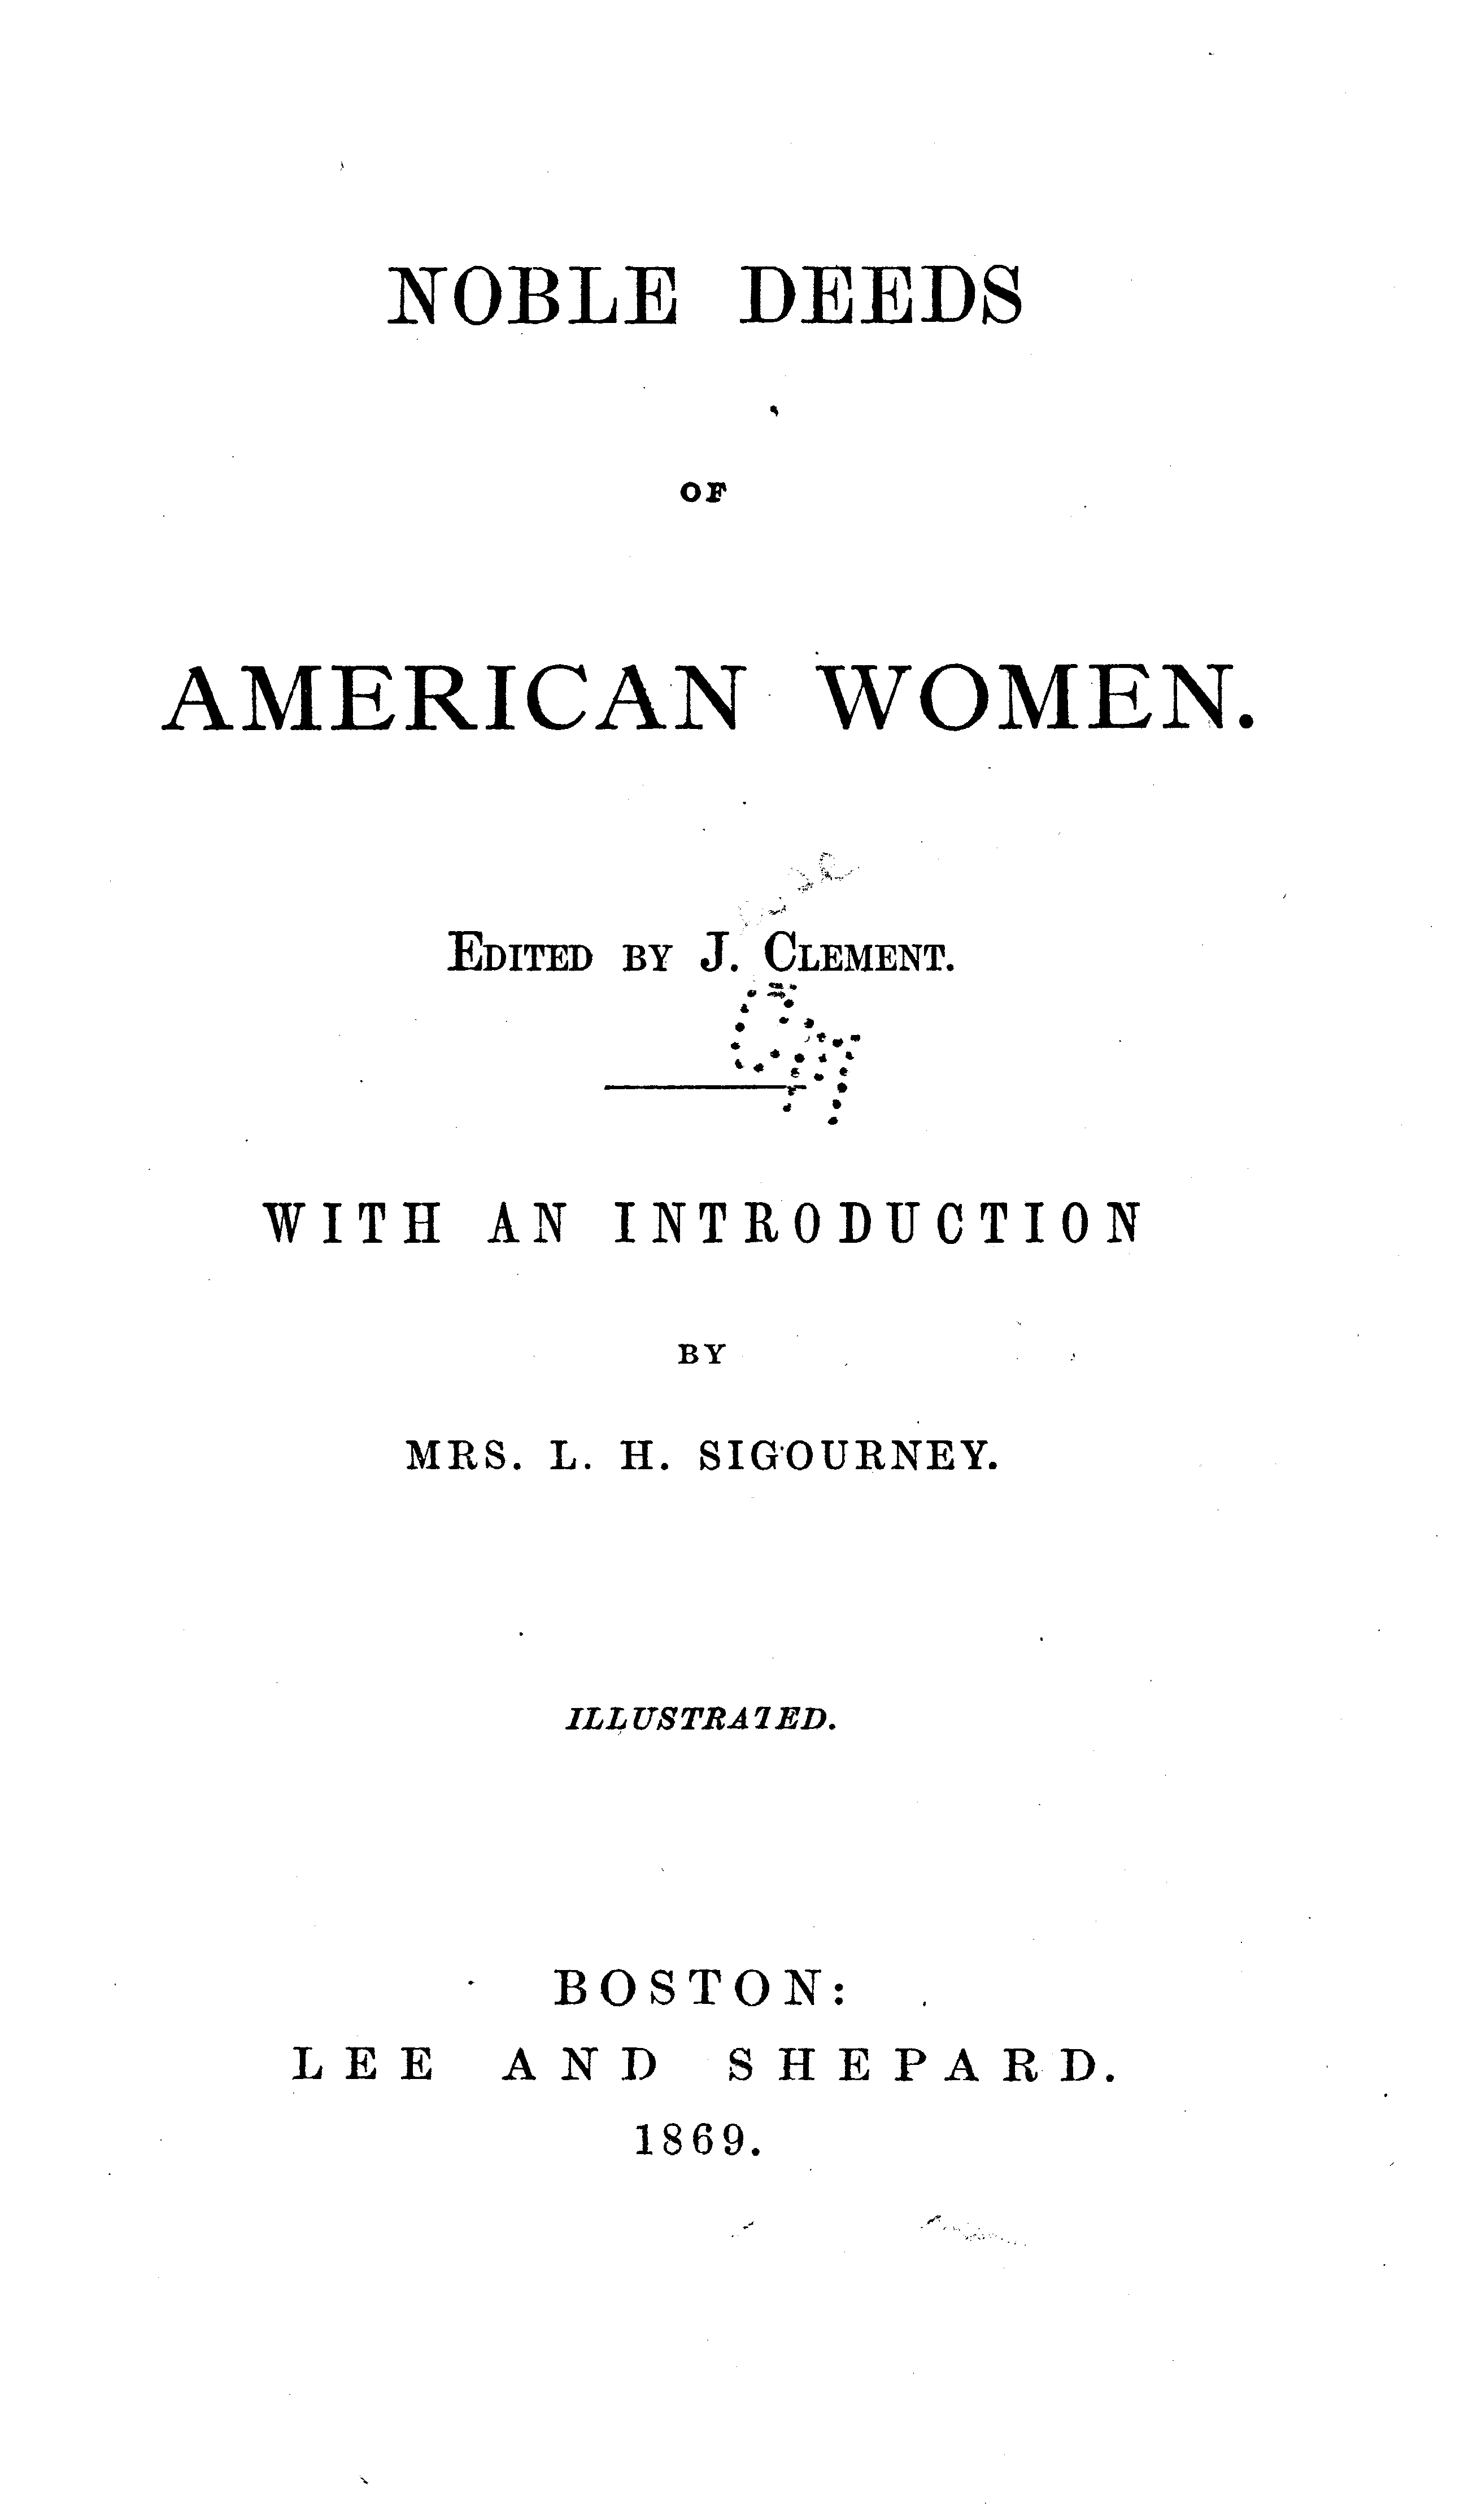 NOBLE DEEDS
OF
AMERICAN WOMEN.
EDITED BY J. CLEMENT.
WITH AN INTRODUCTION
BY
MRS. L. H. SIGOURNEY.
ILLUSTRATED.
BOSTON:
LEE AND SHEPARD.
1869.